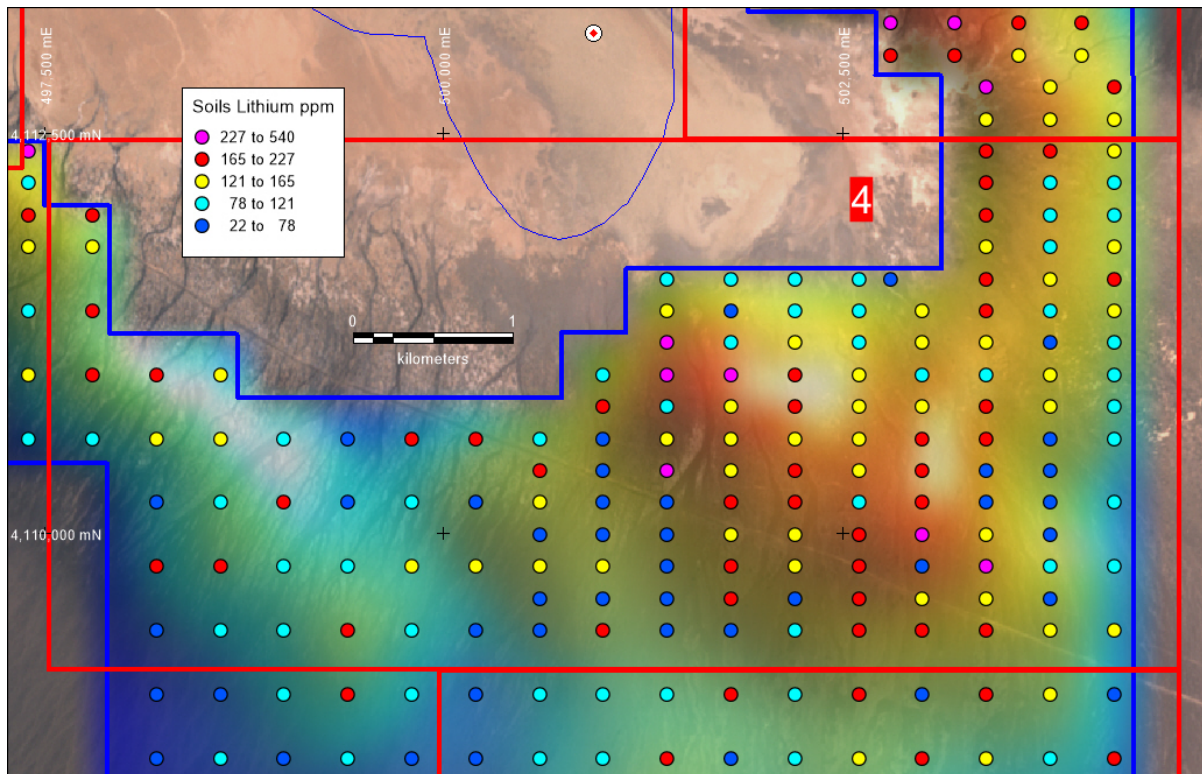 497,500 mE
500,000 mE
502,500 mE
4,112,500 mN
Soils Lithium ppm
227 to 540
165 to 227
121 to 165
78 to 121
22 to 78
4
0 1
kilometers
4,110,000 mN